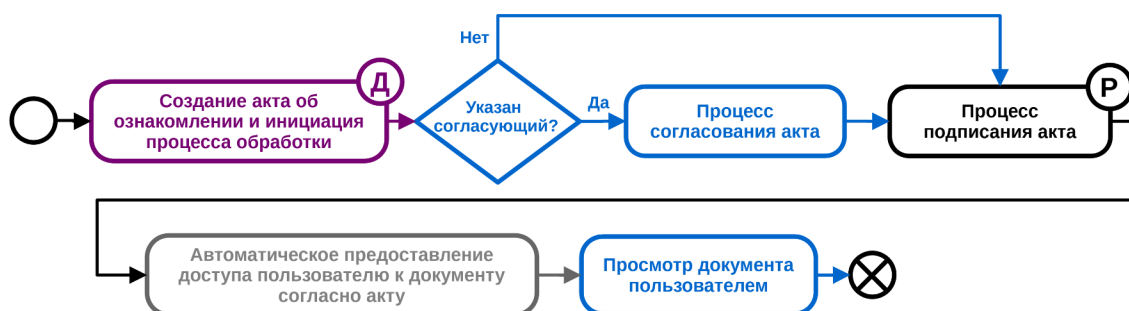 Нет
Д
Создание акта об
ознакомлении и инициация
процесса обработки
Указан
согласующий?
Да
Процесс
согласования акта
Р
Процесс
подписания акта
Автоматическое предоставление
доступа пользователю к документу
согласно акту
Просмотр документа
пользователем